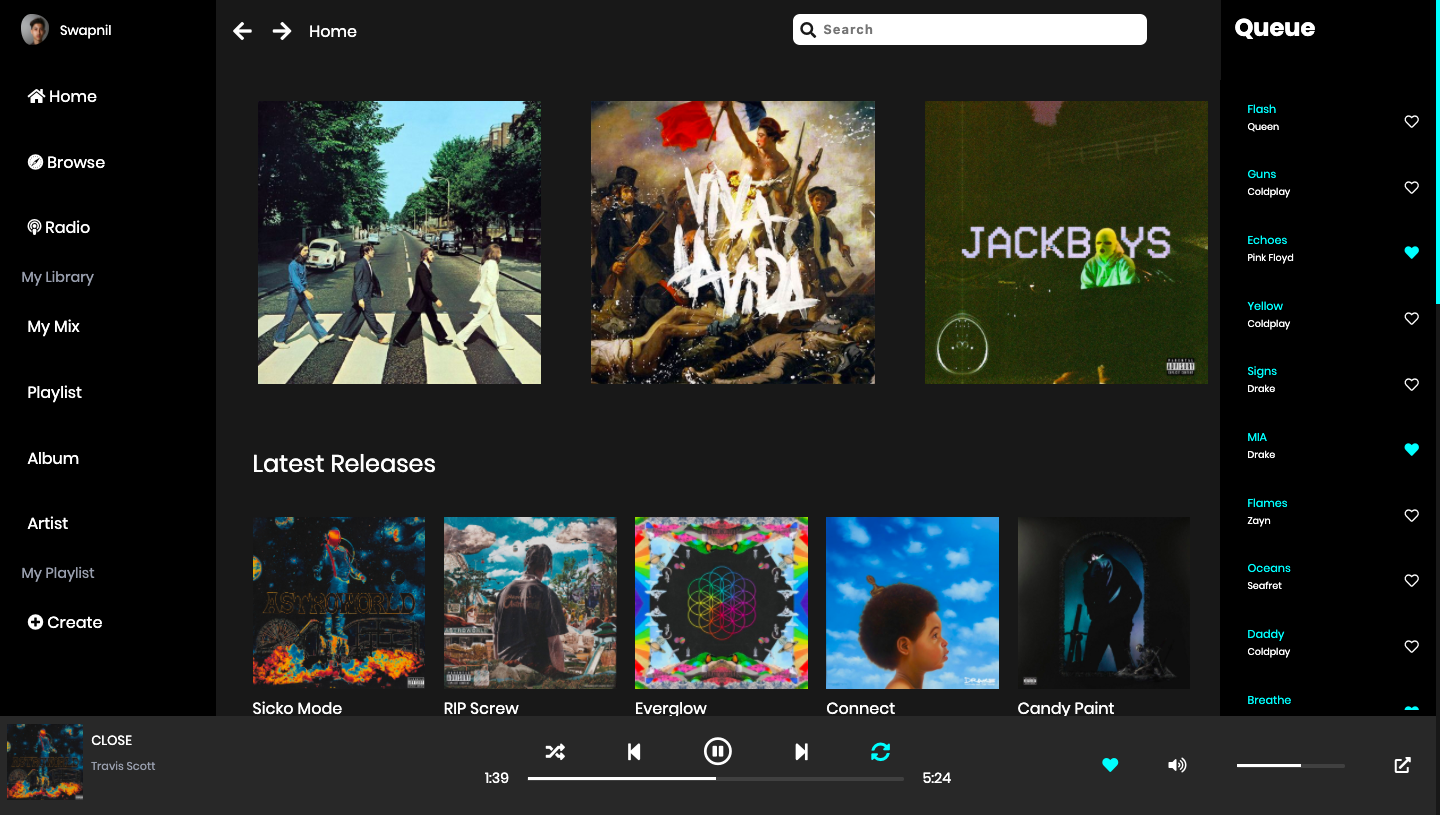 Swapnil
Home
Browse
Radio
My Library
My Mix
Playlist
Album
Artist
My Playlist
Create
Home
Search
VIVA
LA VIDA
JACKBOYS
Latest Releases
ASTROWORLD
Sicko Mode
RIP Screw
Everglow
Connect
Candy Paint
Queue
Flash
Queen
Guns
Coldplay
Echoes
Pink Floyd
Yellow
Coldplay
Signs
Drake
MIA
Drake
Flames
Zayn
Oceans
Seafret
Daddy
Coldplay
Breathe
CLOSE
Travis Scott
1:39
5:24